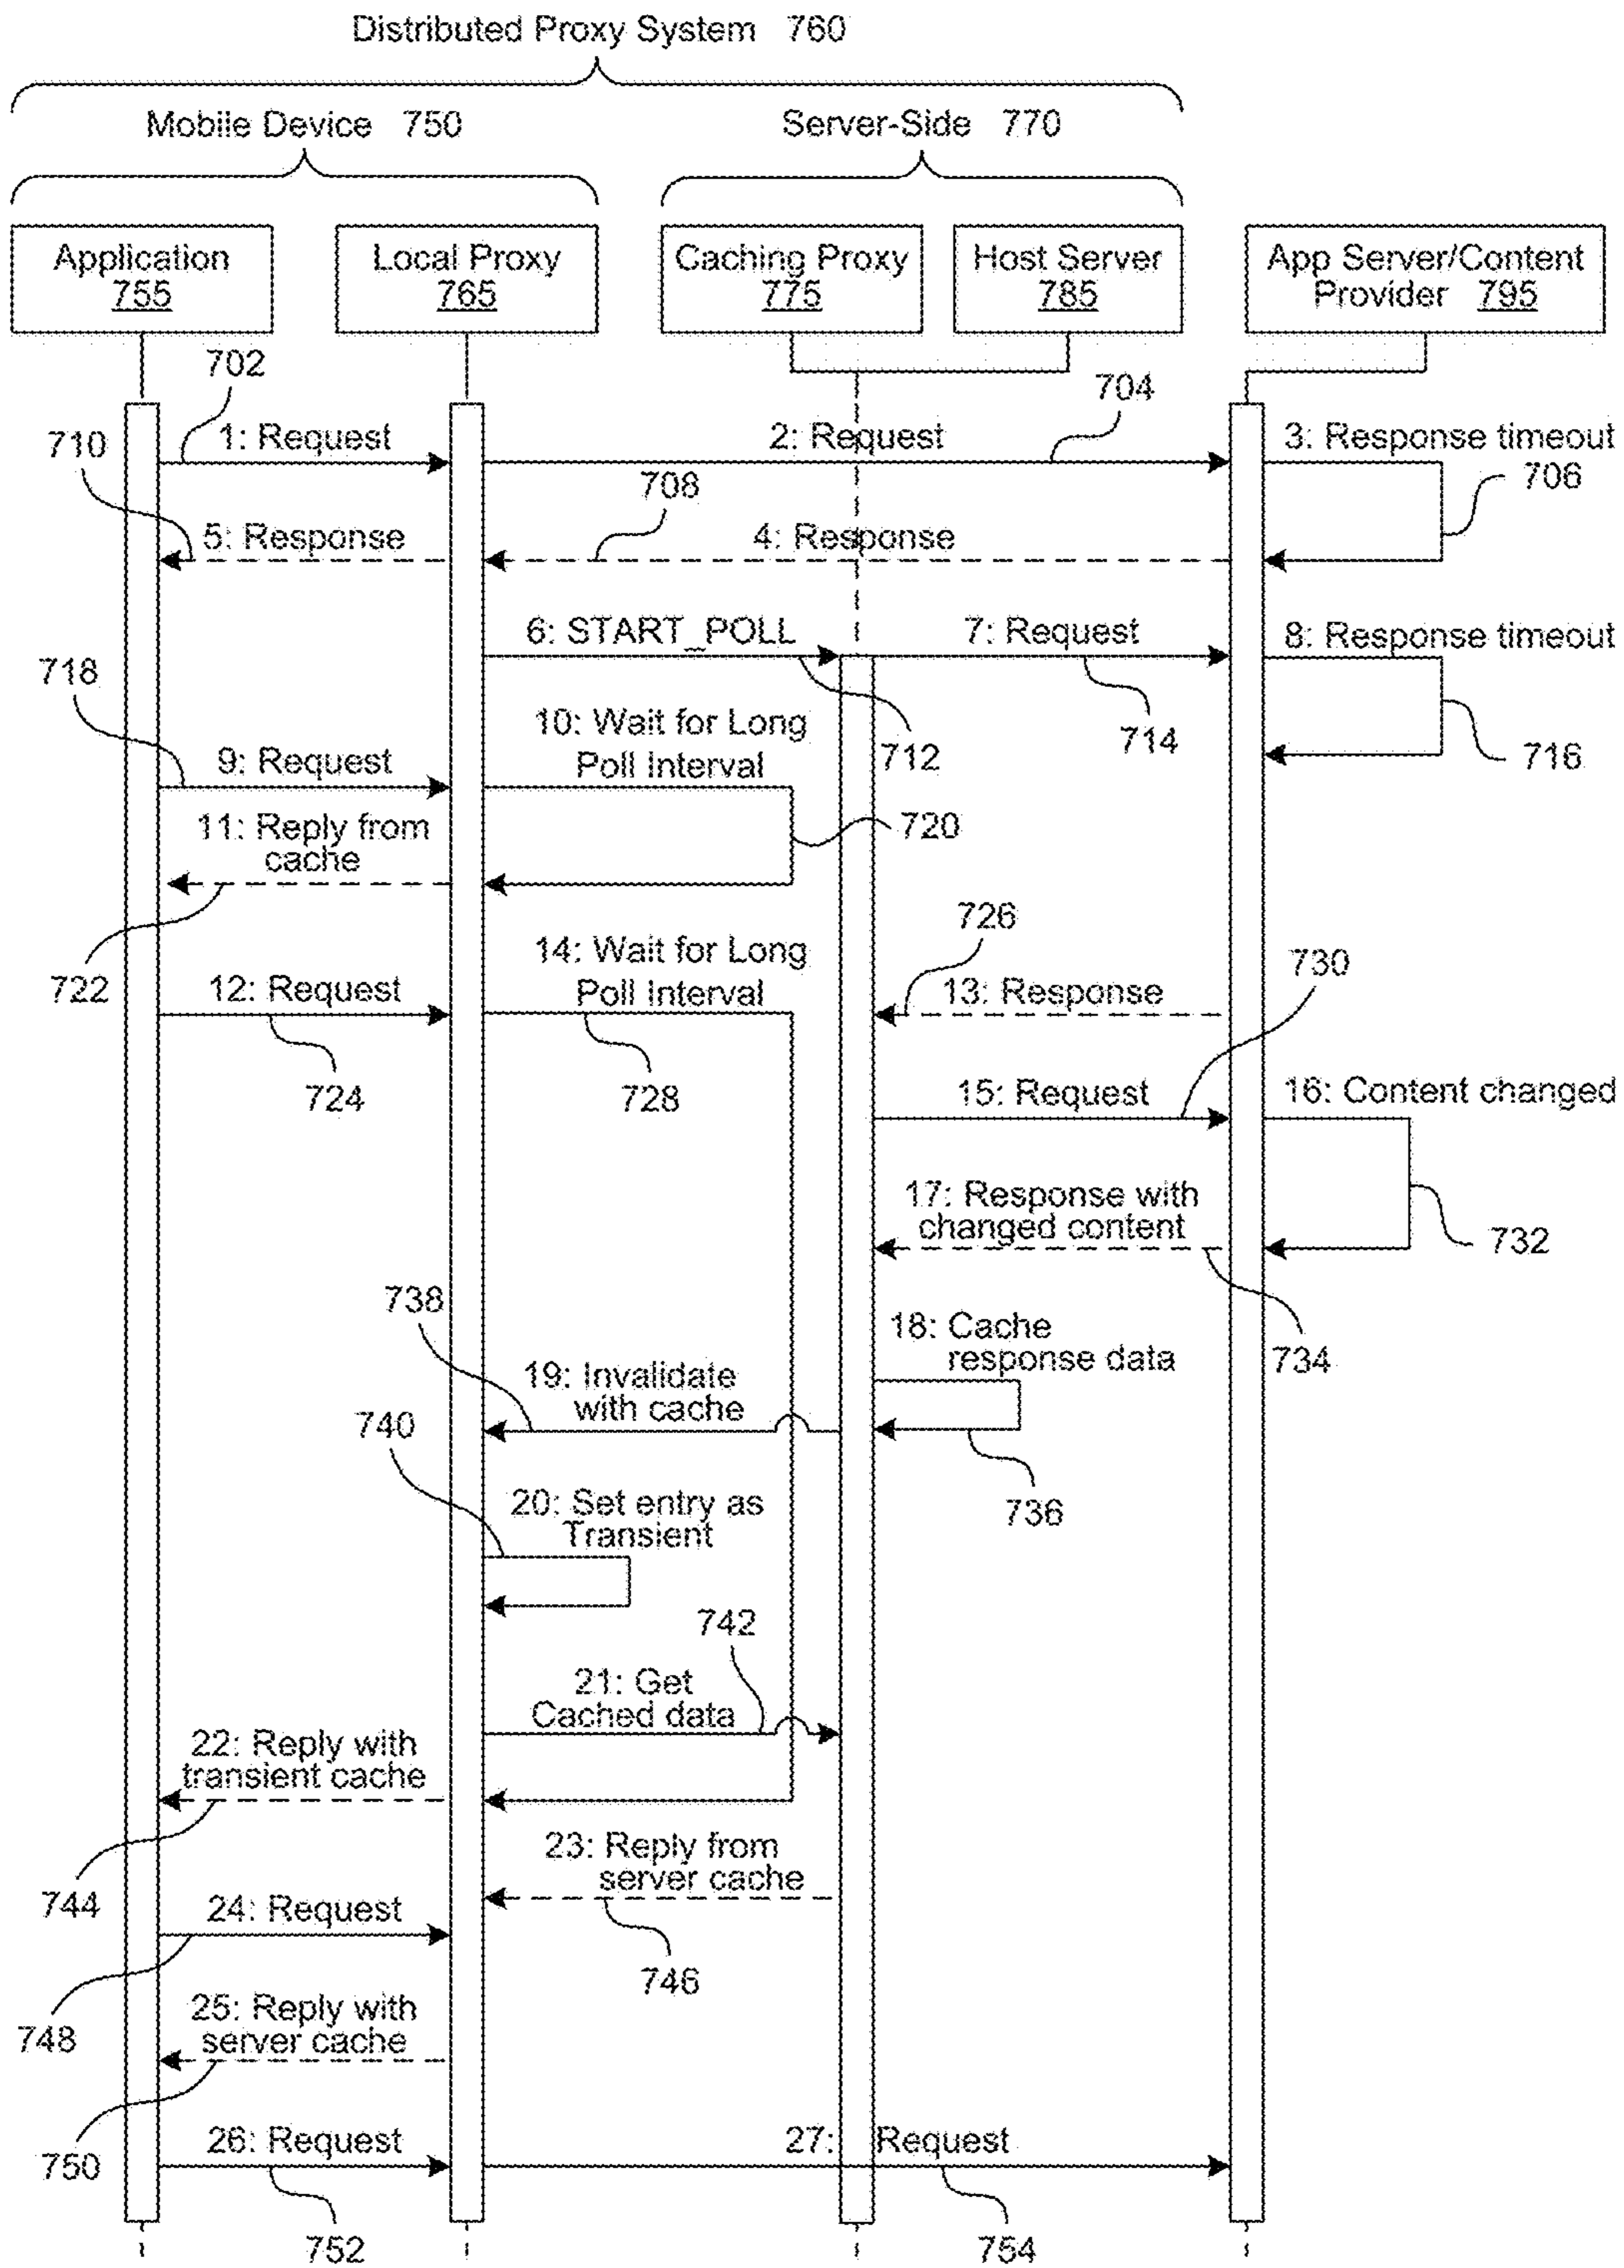 Distributed Proxy System 760
Mobile Device 750
Server-Side 770
Application
755
Local Proxy
765
Caching Proxy
775
Host Server
785
App Server/Content
Provider 795
702
704
710
1: Request
2: Request
3: Response timeout
706
708
5: Response
4: Response
6: START_POLL
7: Request
8: Response timeout
718
712
714
716
10: Wait for Long
Poll Interval
9: Request
720
11: Reply from
cache
726
722
14: Wait for Long
Poll Interval
730
12: Request
13: Response
724
728
15: Request
16: Content changed
17: Response with
changed content
732
738
18: Cache
response data
734
19: Invalidate
with cache
740
736
20: Set entry as
Transient
742
21: Get
Cached data
22: Reply with
transient cache
23: Reply from
server cache
744
24: Request
746
25: Reply with
server cache
748
26: Request
27: Request
750
752
754